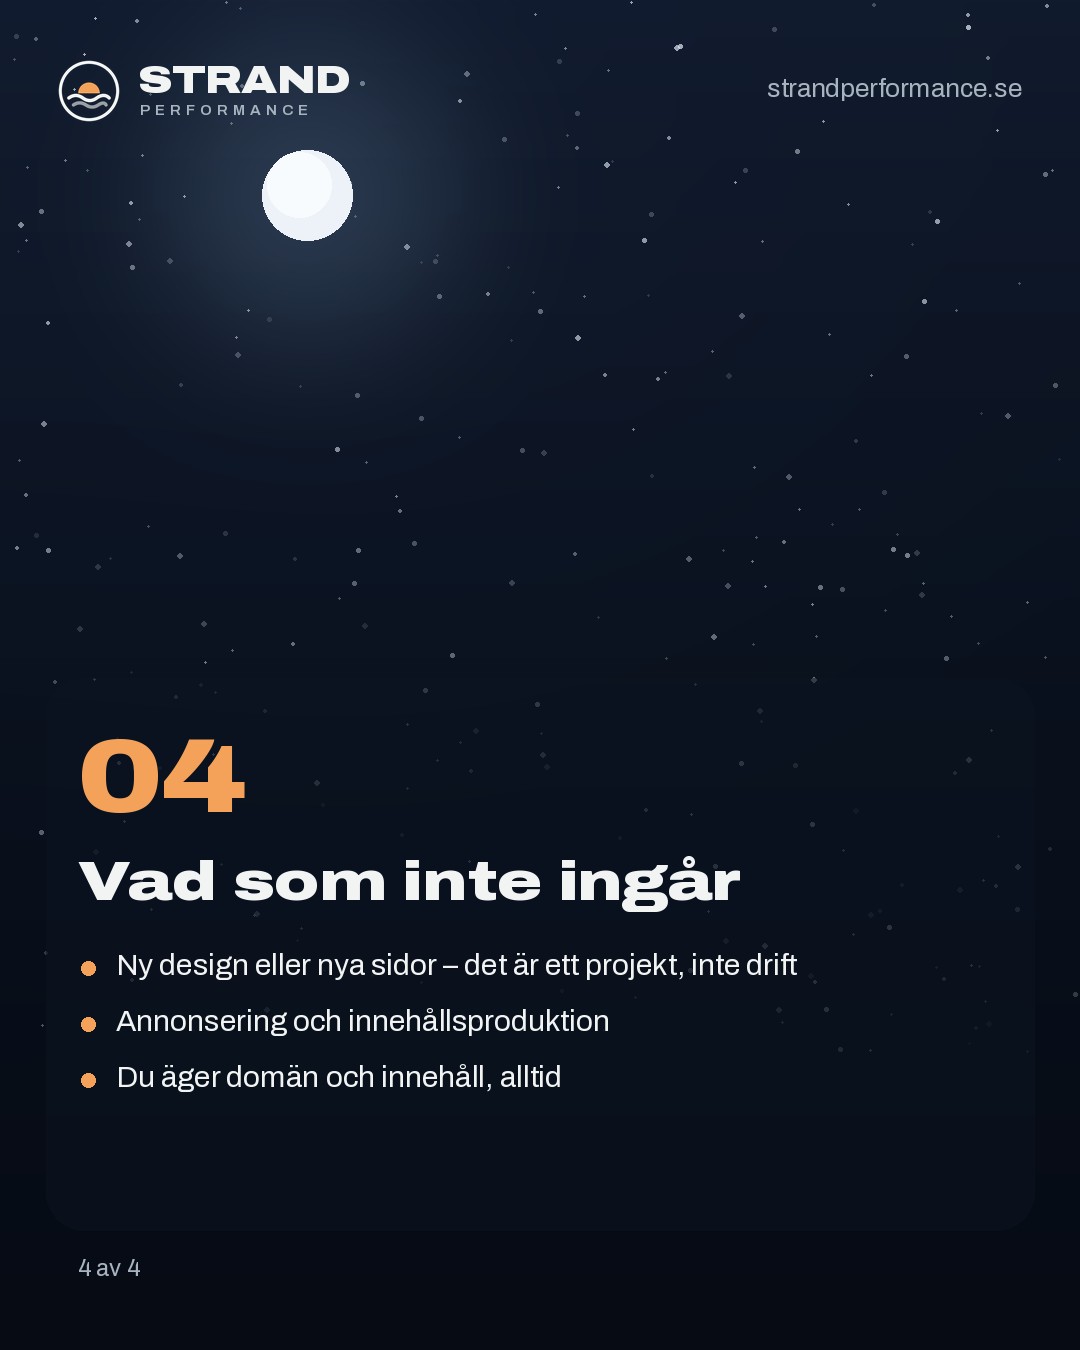 STRAND
PERFORMANCE
strandperformance.se
04
Vad som inte ingår
Ny design eller nya sidor – det är ett projekt, inte drift
Annonsering och innehållsproduktion
Du äger domän och innehåll, alltid
4 av 4